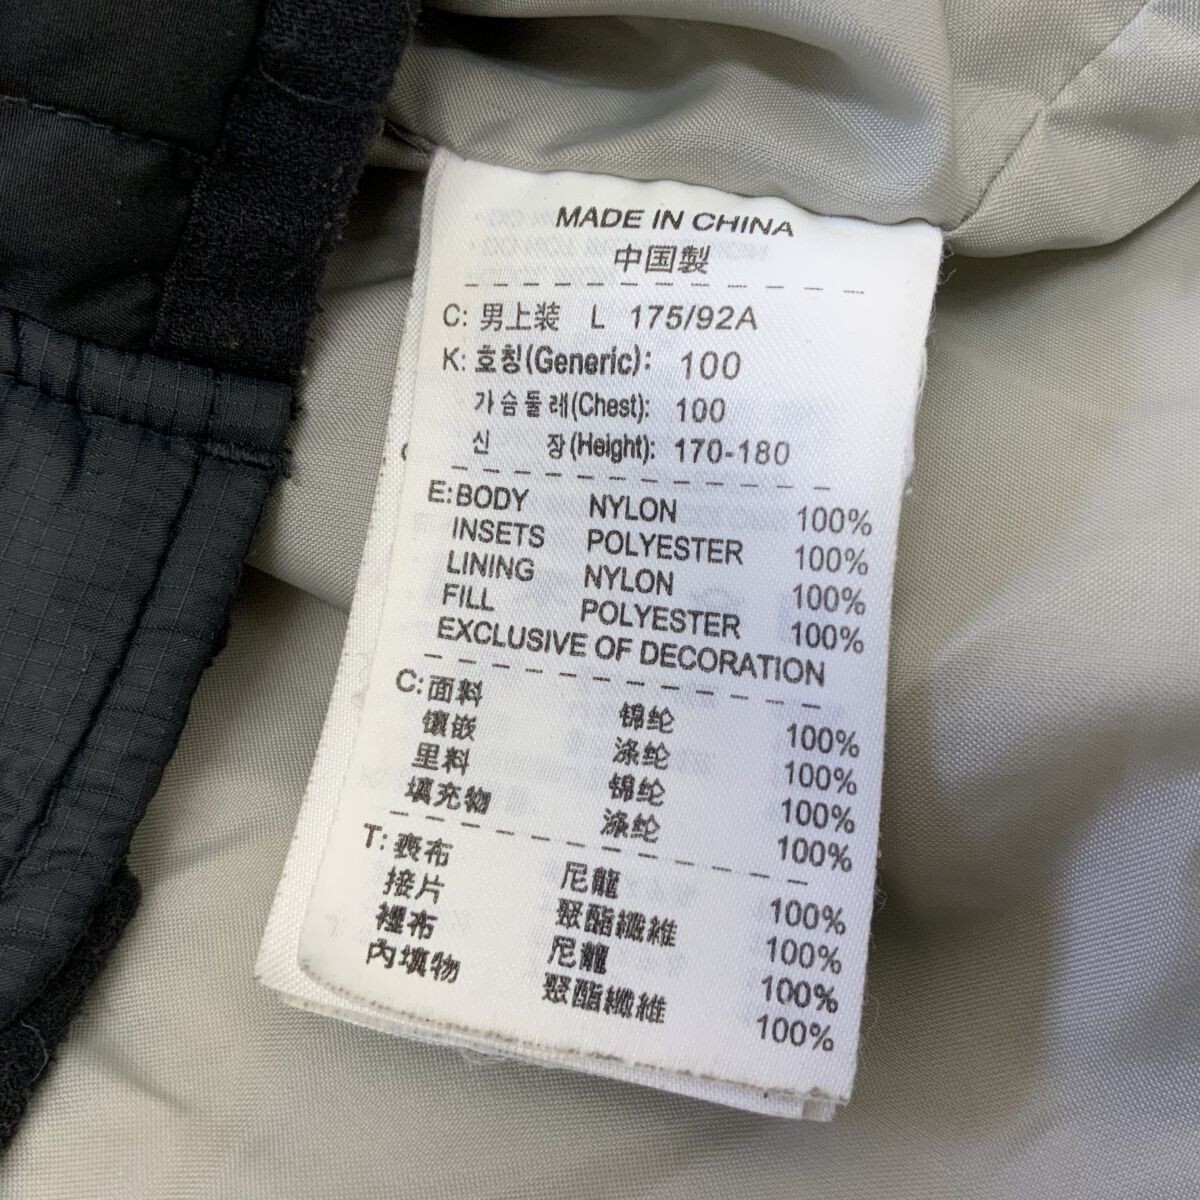 MADE IN CHINA
中国製
C: 男上装 L 175/92A
K: 호칭(Generic): 100
가슴둘레(Chest): 100
신 장(Height): 170-180
E: BODY NYLON 100%
INSETS POLYESTER 100%
LINING NYLON 100%
FILL POLYESTER 100%
EXCLUSIVE OF DECORATION
C: 面料 锦纶 100%
镶嵌 涤纶 100%
里料 锦纶 100%
填充物 涤纶 100%
T: 表布 尼龍 100%
接片 聚酯纖維 100%
裡布 尼龍 100%
內填物 聚酯纖維 100%